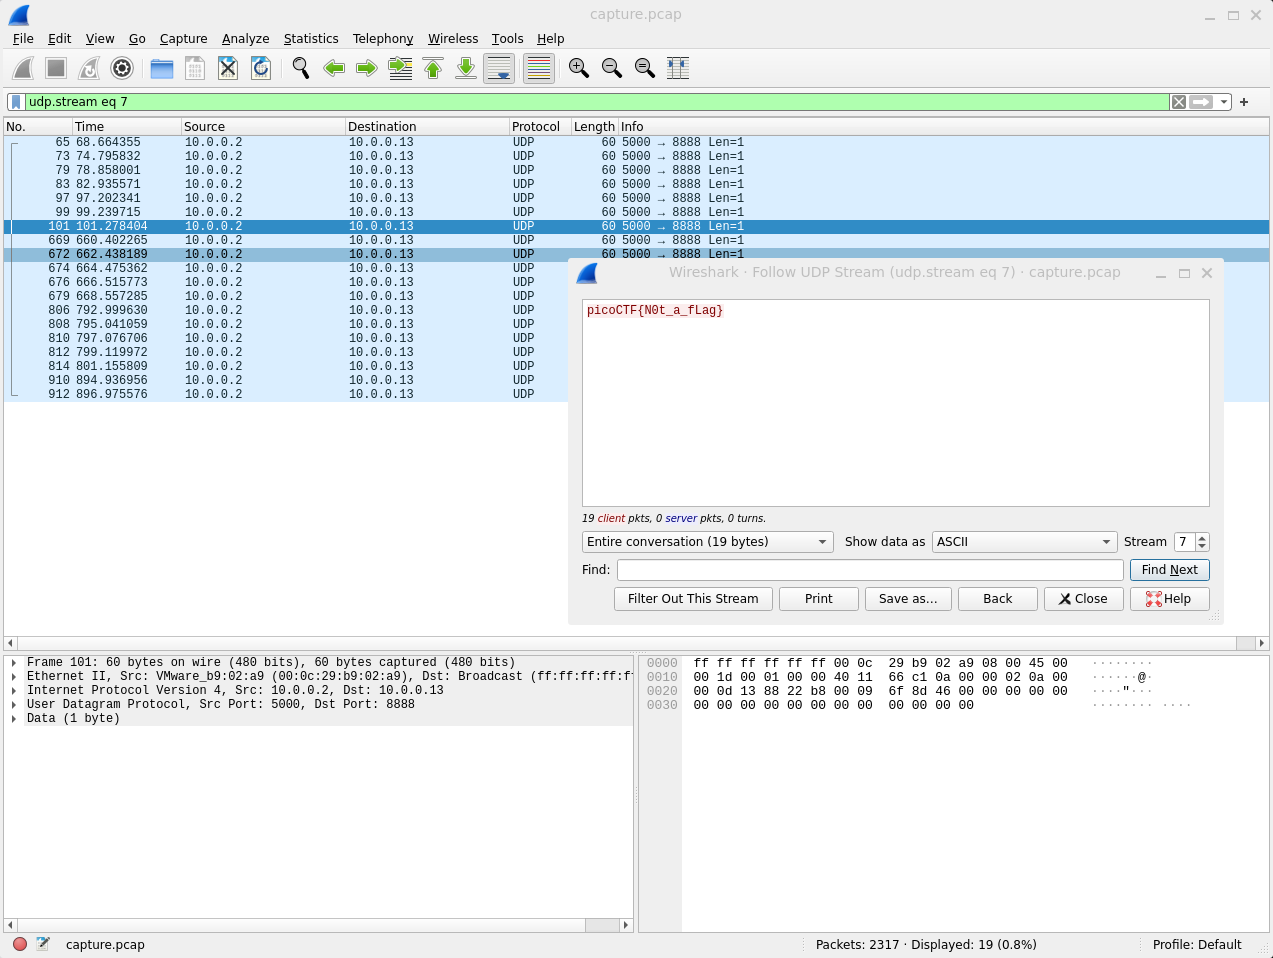 capture.pcap
File Edit View Go Capture Analyze Statistics Telephony Wireless Tools Help
udp.stream eq 7
No. Time Source Destination Protocol Length Info
65 68.664355 10.0.0.2 10.0.0.13 UDP 60 5000 → 8888 Len=1
73 74.795832 10.0.0.2 10.0.0.13 UDP 60 5000 → 8888 Len=1
79 78.858001 10.0.0.2 10.0.0.13 UDP 60 5000 → 8888 Len=1
83 82.935571 10.0.0.2 10.0.0.13 UDP 60 5000 → 8888 Len=1
97 97.202341 10.0.0.2 10.0.0.13 UDP 60 5000 → 8888 Len=1
99 99.239715 10.0.0.2 10.0.0.13 UDP 60 5000 → 8888 Len=1
101 101.278404 10.0.0.2 10.0.0.13 UDP 60 5000 → 8888 Len=1
669 660.402265 10.0.0.2 10.0.0.13 UDP 60 5000 → 8888 Len=1
672 662.438189 10.0.0.2 10.0.0.13 UDP 60 5000 → 8888 Len=1
674 664.475362 10.0.0.2 10.0.0.13 UDP
676 666.515773 10.0.0.2 10.0.0.13 UDP
679 668.557285 10.0.0.2 10.0.0.13 UDP
806 792.999630 10.0.0.2 10.0.0.13 UDP
808 795.041059 10.0.0.2 10.0.0.13 UDP
810 797.076706 10.0.0.2 10.0.0.13 UDP
812 799.119972 10.0.0.2 10.0.0.13 UDP
814 801.155809 10.0.0.2 10.0.0.13 UDP
910 894.936956 10.0.0.2 10.0.0.13 UDP
912 896.975576 10.0.0.2 10.0.0.13 UDP
Wireshark · Follow UDP Stream (udp.stream eq 7) · capture.pcap
picoCTF{N0t_a_fLag}
19 client pkts, 0 server pkts, 0 turns.
Entire conversation (19 bytes) Show data as ASCII Stream 7
Find: Find Next
Filter Out This Stream Print Save as... Back Close Help
Frame 101: 60 bytes on wire (480 bits), 60 bytes captured (480 bits)
Ethernet II, Src: VMware_b9:02:a9 (00:0c:29:b9:02:a9), Dst: Broadcast (ff:ff:ff:ff:f
Internet Protocol Version 4, Src: 10.0.0.2, Dst: 10.0.0.13
User Datagram Protocol, Src Port: 5000, Dst Port: 8888
Data (1 byte)
0000 ff ff ff ff ff ff 00 0c 29 b9 02 a9 08 00 45 00 ········
0010 00 1d 00 01 00 00 40 11 66 c1 0a 00 00 02 0a 00 ······@·
0020 00 0d 13 88 22 b8 00 09 6f 8d 46 00 00 00 00 00 ····"···
0030 00 00 00 00 00 00 00 00 00 00 00 00 ········ ····
capture.pcap
Packets: 2317 · Displayed: 19 (0.8%)
Profile: Default